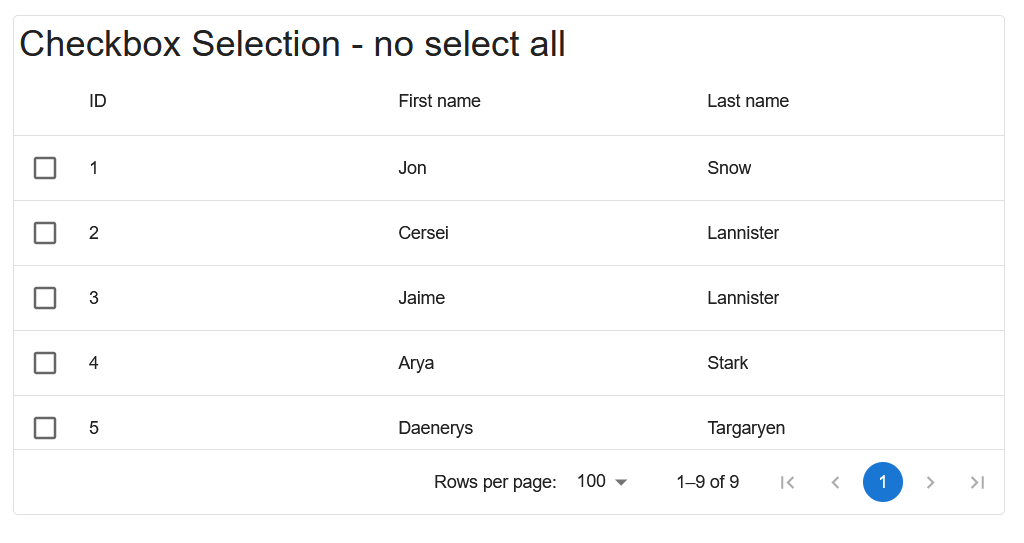 Checkbox Selection - no select all
ID First name Last name
1 Jon Snow
2 Cersei Lannister
3 Jaime Lannister
4 Arya Stark
5 Daenerys Targaryen
Rows per page: 100 1–9 of 9 1